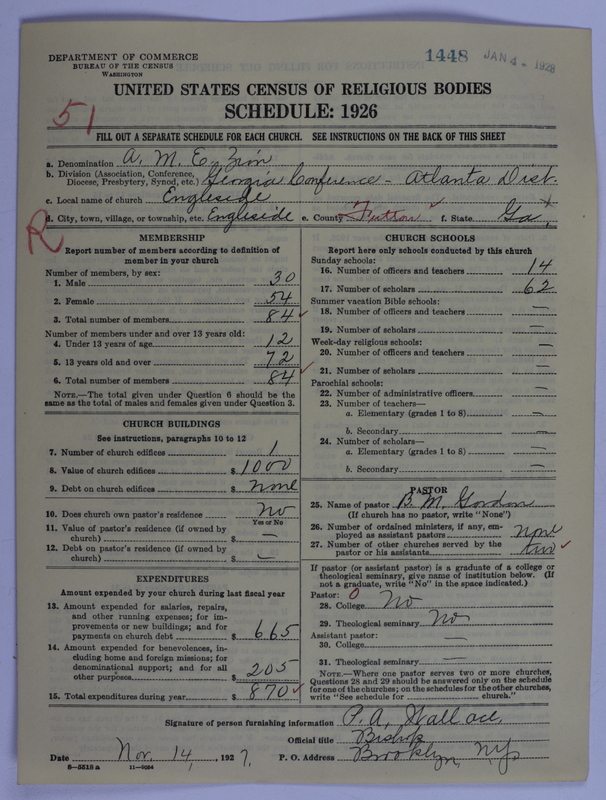 DEPARTMENT OF COMMERCE
BUREAU OF THE CENSUS
WASHINGTON
1448 JAN 4 - 1928
UNITED STATES CENSUS OF RELIGIOUS BODIES
SCHEDULE: 1926
51
FILL OUT A SEPARATE SCHEDULE FOR EACH CHURCH. SEE INSTRUCTIONS ON THE BACK OF THIS SHEET
a. Denomination A. M. E. Zion
b. Division (Association, Conference, Diocese, Presbytery, Synod, etc.) Georgia Conference - Atlanta Dist.
c. Local name of church Engleside
d. City, town, village, or township, etc. Engleside e. County Fulton ✓ f. State. Ga.
R
MEMBERSHIP
Report number of members according to definition of
member in your church
Number of members, by sex:
1. Male 30
2. Female 54
3. Total number of members 84 ✓
Number of members under and over 13 years old:
4. Under 13 years of age 12
5. 13 years old and over 72
6. Total number of members 84 ✓
NOTE.—The total given under Question 6 should be the
same as the total of males and females given under Question 3.
CHURCH BUILDINGS
See instructions, paragraphs 10 to 12
7. Number of church edifices 1
8. Value of church edifices $ 1000
9. Debt on church edifices $ none
10. Does church own pastor's residence No
Yes or No
11. Value of pastor's residence (if owned by
church) $ —
12. Debt on pastor's residence (if owned by
church) $ —
EXPENDITURES
Amount expended by your church during last fiscal year
13. Amount expended for salaries, repairs,
and other running expenses; for im-
provements or new buildings; and for
payments on church debt $ 665
14. Amount expended for benevolences, in-
cluding home and foreign missions; for
denominational support; and for all
other purposes $ 205
15. Total expenditures during year $ 870 ✓
CHURCH SCHOOLS
Report here only schools conducted by this church
Sunday schools:
16. Number of officers and teachers 14
17. Number of scholars 62
Summer vacation Bible schools:
18. Number of officers and teachers —
19. Number of scholars —
Week-day religious schools:
20. Number of officers and teachers —
21. Number of scholars —
Parochial schools:
22. Number of administrative officers —
23. Number of teachers—
a. Elementary (grades 1 to 8) —
b. Secondary —
24. Number of scholars—
a. Elementary (grades 1 to 8) —
b. Secondary —
PASTOR
25. Name of pastor B. M. Gordon
(If church has no pastor, write "None")
26. Number of ordained ministers, if any, em-
ployed as assistant pastors none
27. Number of other churches served by the
pastor or his assistants two ✓
If pastor (or assistant pastor) is a graduate of a college or
theological seminary, give name of institution below. (If
not a graduate, write "No" in the space indicated.)
Pastor: 0
28. College No
29. Theological seminary No
Assistant pastor:
30. College —
31. Theological seminary —
NOTE.—Where one pastor serves two or more churches,
Questions 28 and 29 should be answered only on the schedule
for one of the churches; on the schedules for the other churches,
write "See schedule for ______ church."
Signature of person furnishing information P. A. Wallace
Official title Bishop
Date Nov. 14, 1927. P. O. Address Brooklyn, NY
8—5518 a 11—9084